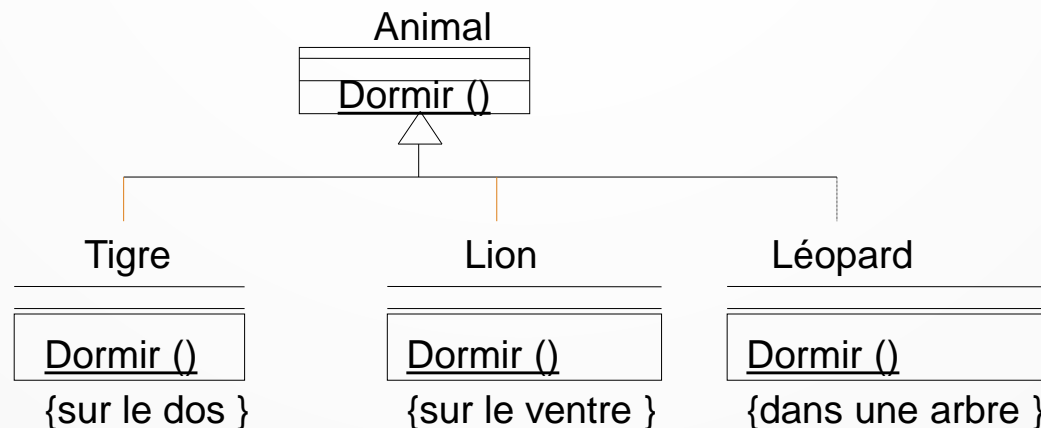 Animal
Dormir ()
Tigre Lion Léopard
Dormir () Dormir () Dormir ()
{sur le dos } {sur le ventre } {dans une arbre }